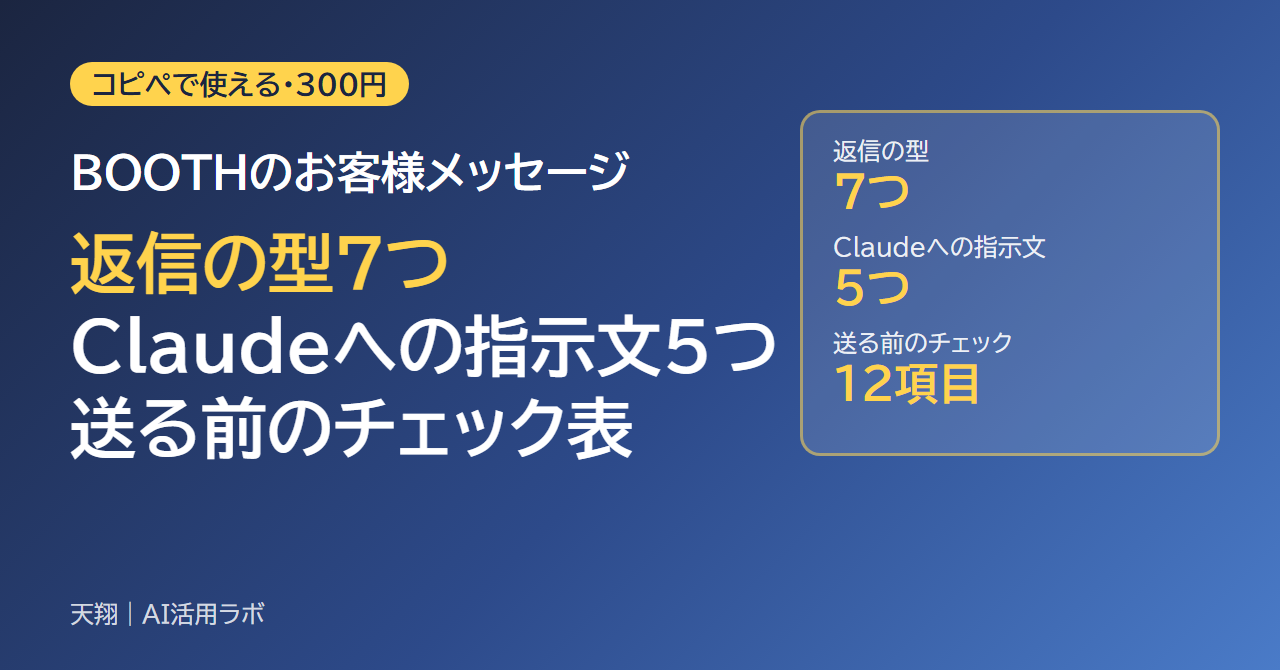 コピペで使える・300円
BOOTHのお客様メッセージ
返信の型7つ
Claudeへの指示文5つ
送る前のチェック表
返信の型
7つ
Claudeへの指示文
5つ
送る前のチェック
12項目
天翔｜AI活用ラボ